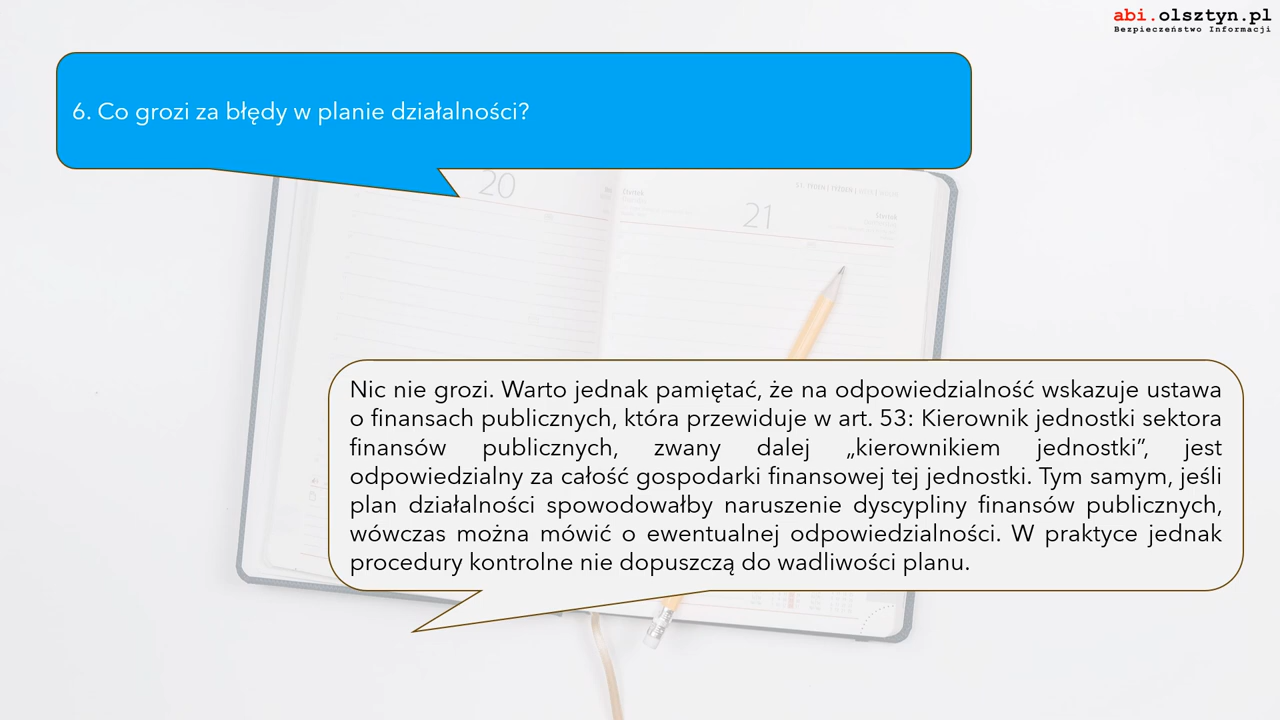 abi.olsztyn.pl
Bezpieczeństwo Informacji
6. Co grozi za błędy w planie działalności?
20
21
Nic nie grozi. Warto jednak pamiętać, że na odpowiedzialność wskazuje ustawa
o finansach publicznych, która przewiduje w art. 53: Kierownik jednostki sektora
finansów publicznych, zwany dalej „kierownikiem jednostki”, jest
odpowiedzialny za całość gospodarki finansowej tej jednostki. Tym samym, jeśli
plan działalności spowodowałby naruszenie dyscypliny finansów publicznych,
wówczas można mówić o ewentualnej odpowiedzialności. W praktyce jednak
procedury kontrolne nie dopuszczą do wadliwości planu.